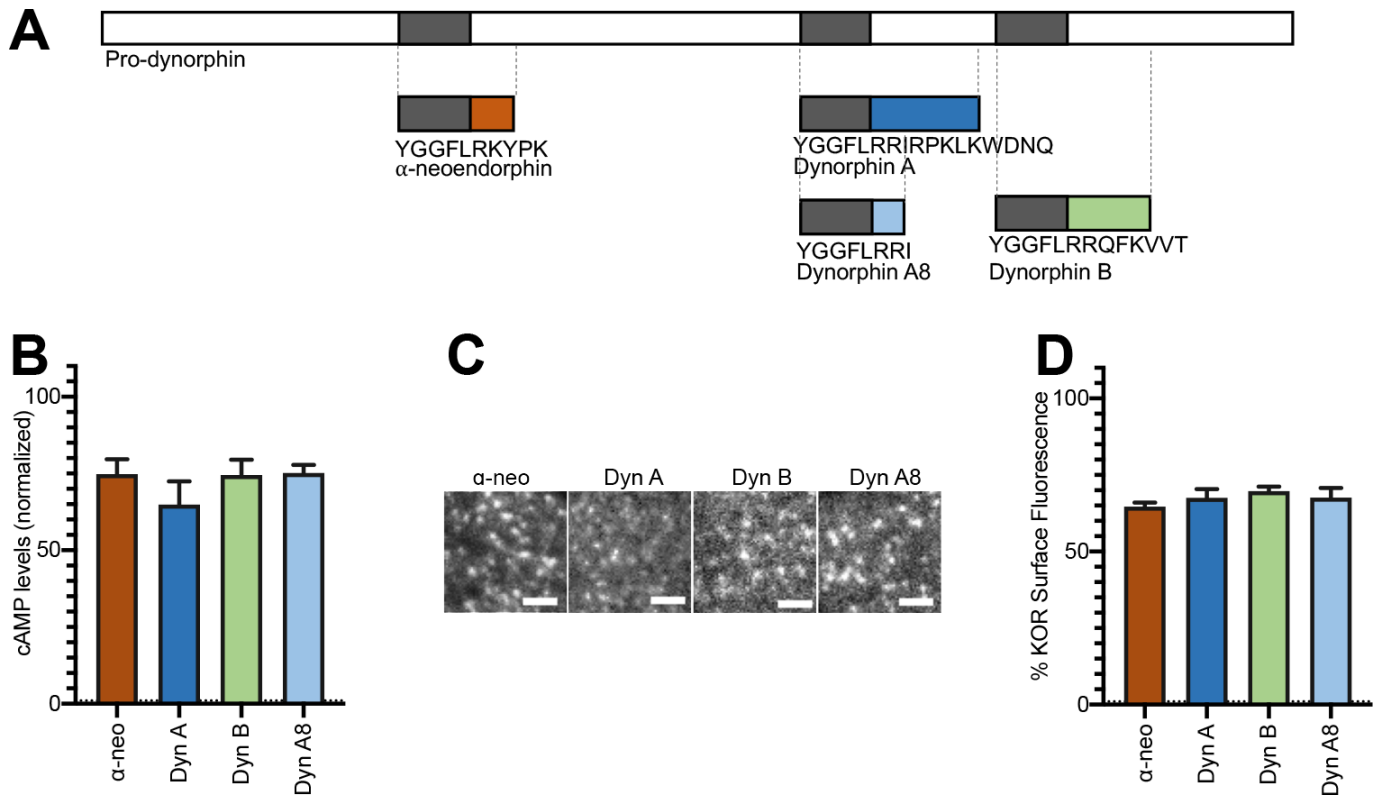 A
Pro-dynorphin
YGGFLRKYPK
α-neoendorphin
YGGFLRRIRPKLKWDNQ
Dynorphin A
YGGFLRRI
Dynorphin A8
YGGFLRRQFKVVT
Dynorphin B
B
cAMP levels (normalized)
100
50
0
α-neo
Dyn A
Dyn B
Dyn A8
C
α-neo
Dyn A
Dyn B
Dyn A8
D
% KOR Surface Fluorescence
100
50
0
α-neo
Dyn A
Dyn B
Dyn A8